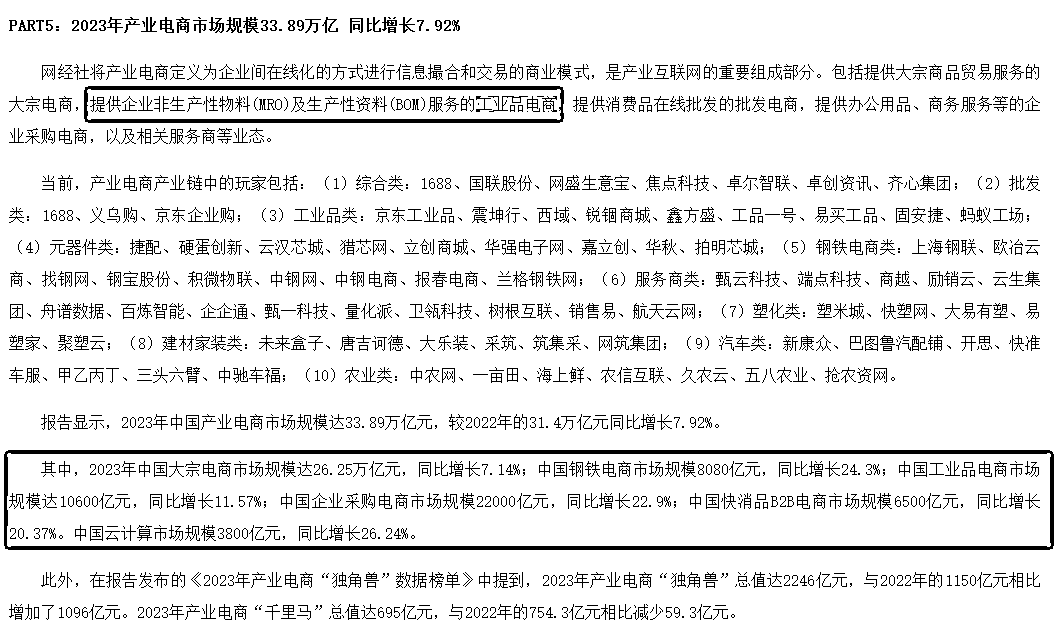 PART5：2023年产业电商市场规模33.89万亿 同比增长7.92%
网经社将产业电商定义为企业间在线化的方式进行信息撮合和交易的商业模式，是产业互联网的重要组成部分。包括提供大宗商品贸易服务的
大宗电商，提供企业非生产性物料(MRO)及生产性资料(BOM)服务的工业品电商，提供消费品在线批发的批发电商，提供办公用品、商务服务等的企
业采购电商，以及相关服务商等业态。
当前，产业电商产业链中的玩家包括：（1）综合类：1688、国联股份、网盛生意宝、焦点科技、卓尔智联、卓创资讯、齐心集团；（2）批发
类：1688、义乌购、京东企业购；（3）工业品类：京东工业品、震坤行、西域、锐锢商城、鑫方盛、工品一号、易买工品、固安捷、蚂蚁工场；
（4）元器件类：捷配、硬蛋创新、云汉芯城、猎芯网、立创商城、华强电子网、嘉立创、华秋、拍明芯城；（5）钢铁电商类：上海钢联、欧冶云
商、找钢网、钢宝股份、积微物联、中钢网、中钢电商、报春电商、兰格钢铁网；（6）服务商类：甄云科技、端点科技、商越、励销云、云生集
团、舟谱数据、百炼智能、企企通、甄一科技、量化派、卫瓴科技、树根互联、销售易、航天云网；（7）塑化类：塑米城、快塑网、大易有塑、易
塑家、聚塑云；（8）建材家装类：未来盒子、唐吉诃德、大乐装、采筑、筑集采、网筑集团；（9）汽车类：新康众、巴图鲁汽配铺、开思、快准
车服、甲乙丙丁、三头六臂、中驰车福；（10）农业类：中农网、一亩田、海上鲜、农信互联、久农云、五八农业、抢农资网。
报告显示，2023年中国产业电商市场规模达33.89万亿元，较2022年的31.4万亿元同比增长7.92%。
其中，2023年中国大宗电商市场规模达26.25万亿元，同比增长7.14%；中国钢铁电商市场规模8080亿元，同比增长24.3%；中国工业品电商市场
规模达10600亿元，同比增长11.57%；中国企业采购电商市场规模22000亿元，同比增长22.9%；中国快消品B2B电商市场规模6500亿元，同比增长
20.37%。中国云计算市场规模3800亿元，同比增长26.24%。
此外，在报告发布的《2023年产业电商“独角兽”数据榜单》中提到，2023年产业电商“独角兽”总值达2246亿元，与2022年的1150亿元相比
增加了1096亿元。2023年产业电商“千里马”总值达695亿元，与2022年的754.3亿元相比减少59.3亿元。